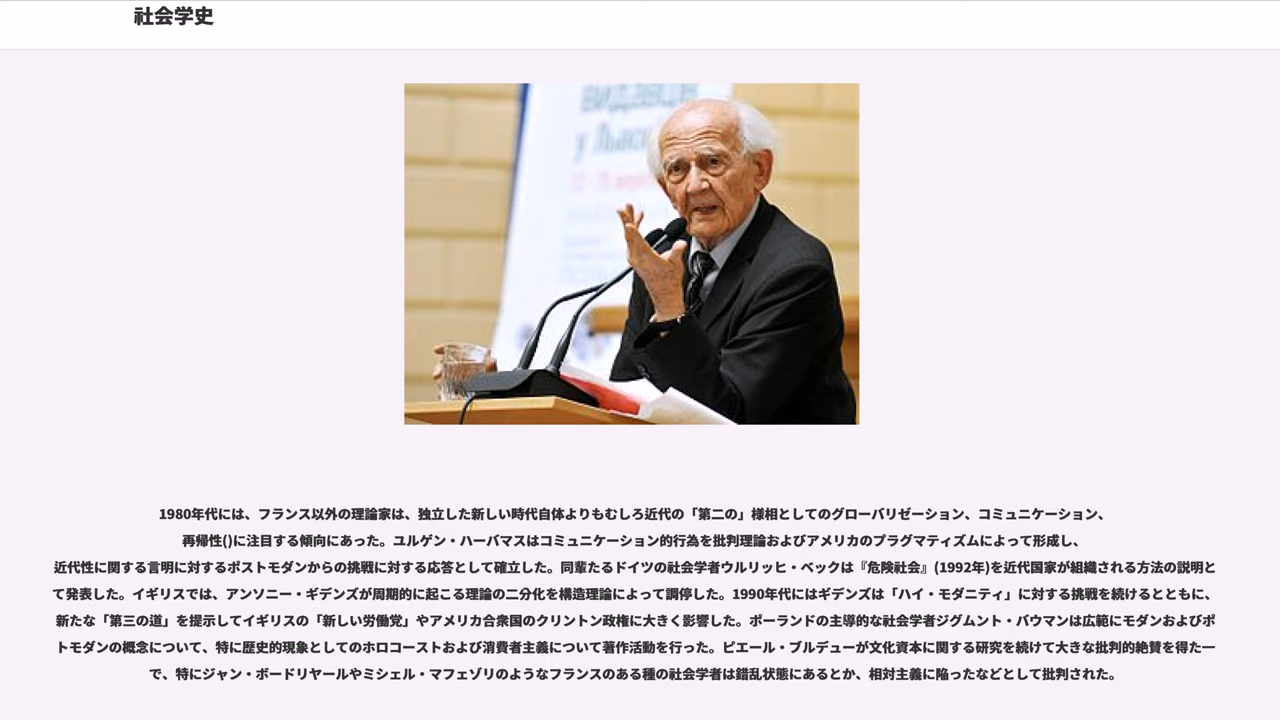 社会学史
видавців
у Львові
1980年代には、フランス以外の理論家は、独立した新しい時代自体よりもむしろ近代の「第二の」様相としてのグローバリゼーション、コミュニケーション、
再帰性()に注目する傾向にあった。ユルゲン・ハーバマスはコミュニケーション的行為を批判理論およびアメリカのプラグマティズムによって形成し、
近代性に関する言明に対するポストモダンからの挑戦に対する応答として確立した。同輩たるドイツの社会学者ウルリッヒ・ベックは『危険社会』(1992年)を近代国家が組織される方法の説明と
て発表した。イギリスでは、アンソニー・ギデンズが周期的に起こる理論の二分化を構造理論によって調停した。1990年代にはギデンズは「ハイ・モダニティ」に対する挑戦を続けるとともに、
新たな「第三の道」を提示してイギリスの「新しい労働党」やアメリカ合衆国のクリントン政権に大きく影響した。ポーランドの主導的な社会学者ジグムント・バウマンは広範にモダンおよびポ
トモダンの概念について、特に歴史的現象としてのホロコーストおよび消費者主義について著作活動を行った。ピエール・ブルデューが文化資本に関する研究を続けて大きな批判的絶賛を得た一
で、特にジャン・ボードリヤールやミシェル・マフェゾリのようなフランスのある種の社会学者は錯乱状態にあるとか、相対主義に陥ったなどとして批判された。